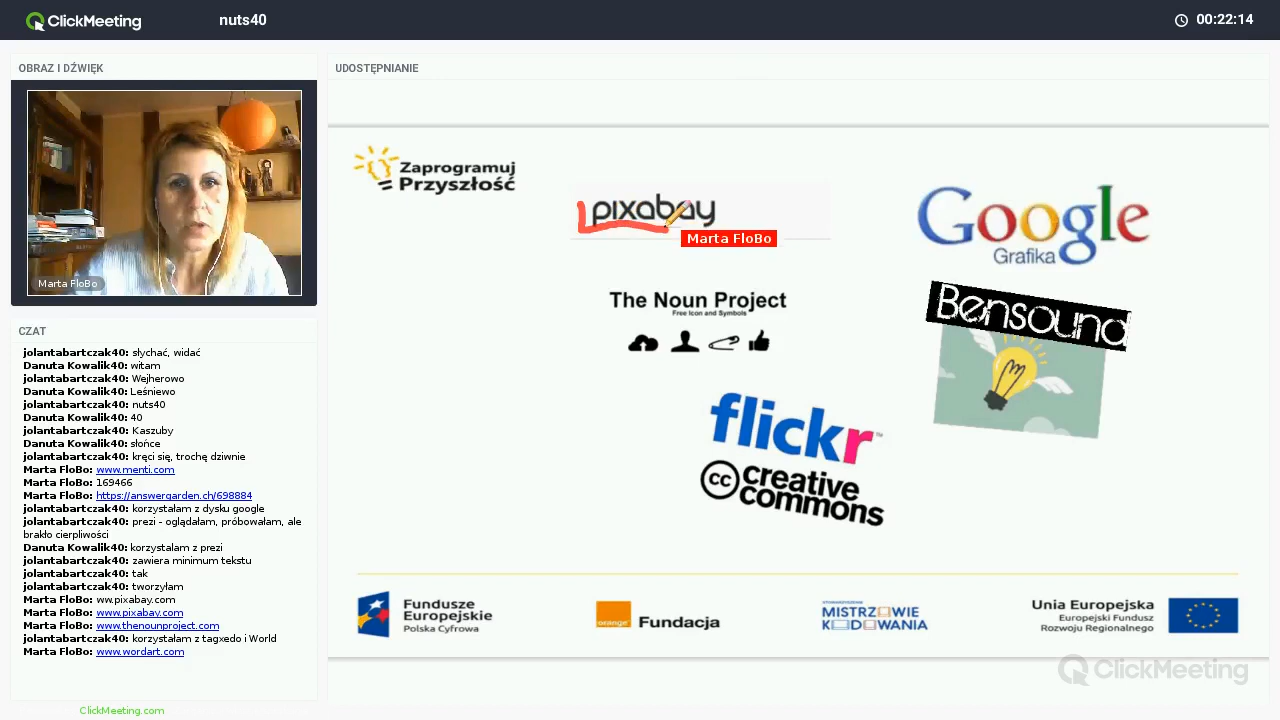 ClickMeeting
nuts40
00:22:14
OBRAZ I DŹWIĘK
Marta FloBo
CZAT
jolantabartczak40: słychać, widać
Danuta Kowalik40: witam
jolantabartczak40: Wejherowo
Danuta Kowalik40: Leśniewo
jolantabartczak40: nuts40
Danuta Kowalik40: 40
jolantabartczak40: Kaszuby
Danuta Kowalik40: słońce
jolantabartczak40: kręci się, trochę dziwnie
Marta FloBo: www.menti.com
Marta FloBo: 169466
Marta FloBo: https://answergarden.ch/698884
jolantabartczak40: korzystałam z dysku google
jolantabartczak40: prezi - oglądałam, próbowałam, ale
brakło cierpliwości
Danuta Kowalik40: korzystalam z prezi
jolantabartczak40: zawiera minimum tekstu
jolantabartczak40: tak
jolantabartczak40: tworzyłam
Marta FloBo: ww.pixabay.com
Marta FloBo: www.pixabay.com
Marta FloBo: www.thenounproject.com
jolantabartczak40: korzystałam z tagxedo i World
Marta FloBo: www.wordart.com
ClickMeeting.com
UDOSTĘPNIANIE
Zaprogramuj
Przyszłość
pixabay
Marta FloBo
Google
Grafika
The Noun Project
Free Icon and Symbols
Bensound
flickr™
cc creative
commons
Fundusze
Europejskie
Polska Cyfrowa
orange™
Fundacja
STOWARZYSZENIE
MISTRZOWIE
KODOWANIA
Unia Europejska
Europejski Fundusz
Rozwoju Regionalnego
ClickMeeting